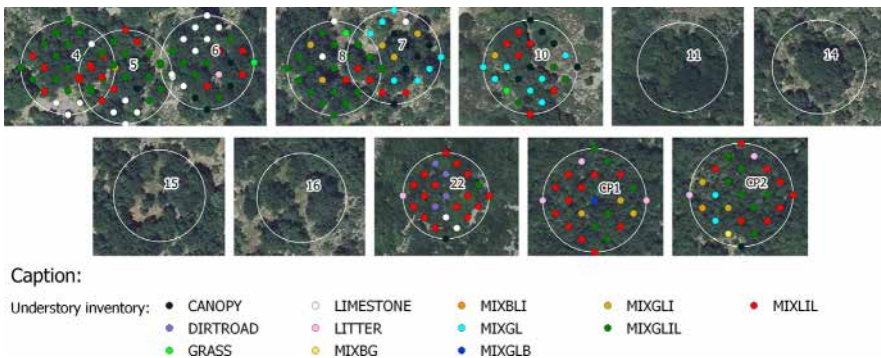 4 5 6 8 7 10 11 14
15 16 22 CP1 CP2
Caption:
Understory inventory: CANOPY LIMESTONE MIXBLI MIXGLI MIXLIL
DIRTROAD LITTER MIXGL MIXGLIL
GRASS MIXBG MIXGLB